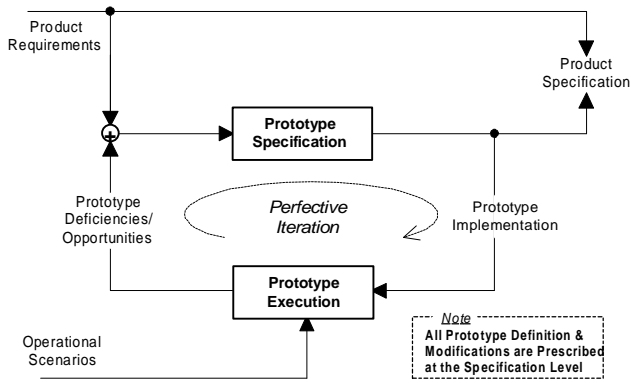 Product
Requirements
Product
Specification
Prototype
Specification
+
Prototype
Deficiencies/
Opportunities
Perfective
Iteration
Prototype
Implementation
Prototype
Execution
Operational
Scenarios
Note
All Prototype Definition &
Modifications are Prescribed
at the Specification Level